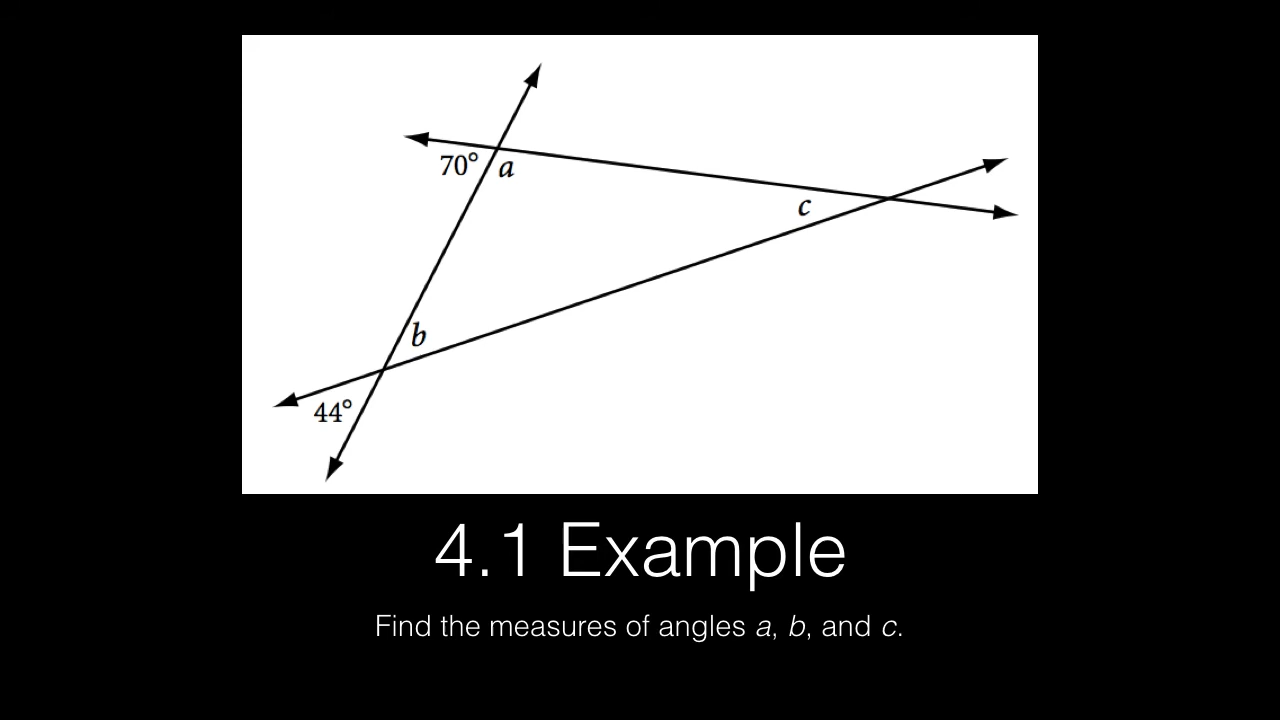 70° a
c
b
44°
4.1 Example
Find the measures of angles a, b, and c.